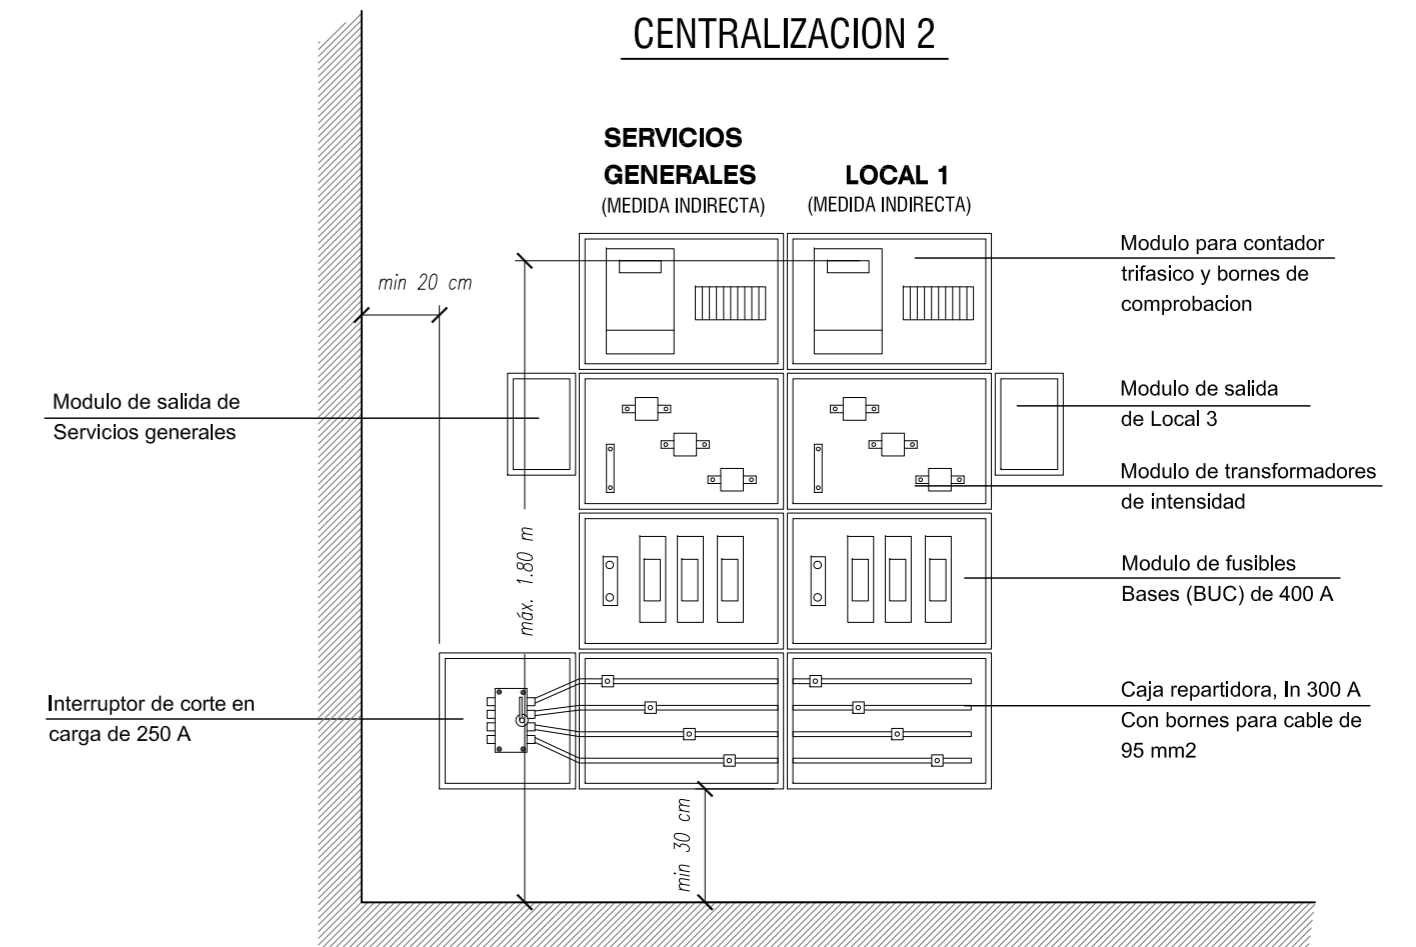 CENTRALIZACION 2
SERVICIOS
GENERALES
(MEDIDA INDIRECTA)
LOCAL 1
(MEDIDA INDIRECTA)
min 20 cm
Modulo para contador
trifasico y bornes de
comprobacion
Modulo de salida de
Servicios generales
Modulo de salida
de Local 3
Modulo de transformadores
de intensidad
máx. 1.80 m
Modulo de fusibles
Bases (BUC) de 400 A
Interruptor de corte en
carga de 250 A
Caja repartidora, In 300 A
Con bornes para cable de
95 mm2
min 30 cm